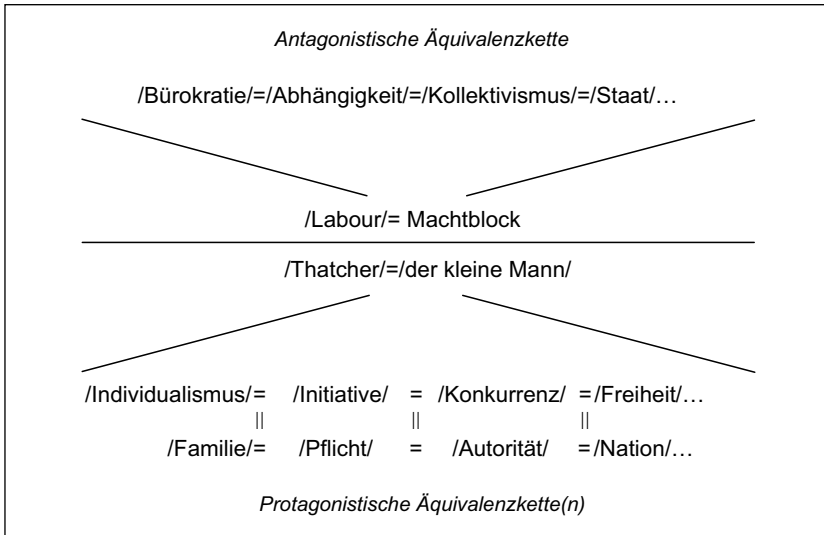 Antagonistische Äquivalenzkette
/Bürokratie/=/Abhängigkeit/=/Kollektivismus/=/Staat/…
/Labour/= Machtblock
/Thatcher/=/der kleine Mann/
/Individualismus/= /Initiative/ = /Konkurrenz/ =/Freiheit/…
|| || ||
/Familie/= /Pflicht/ = /Autorität/ =/Nation/…
Protagonistische Äquivalenzkette(n)